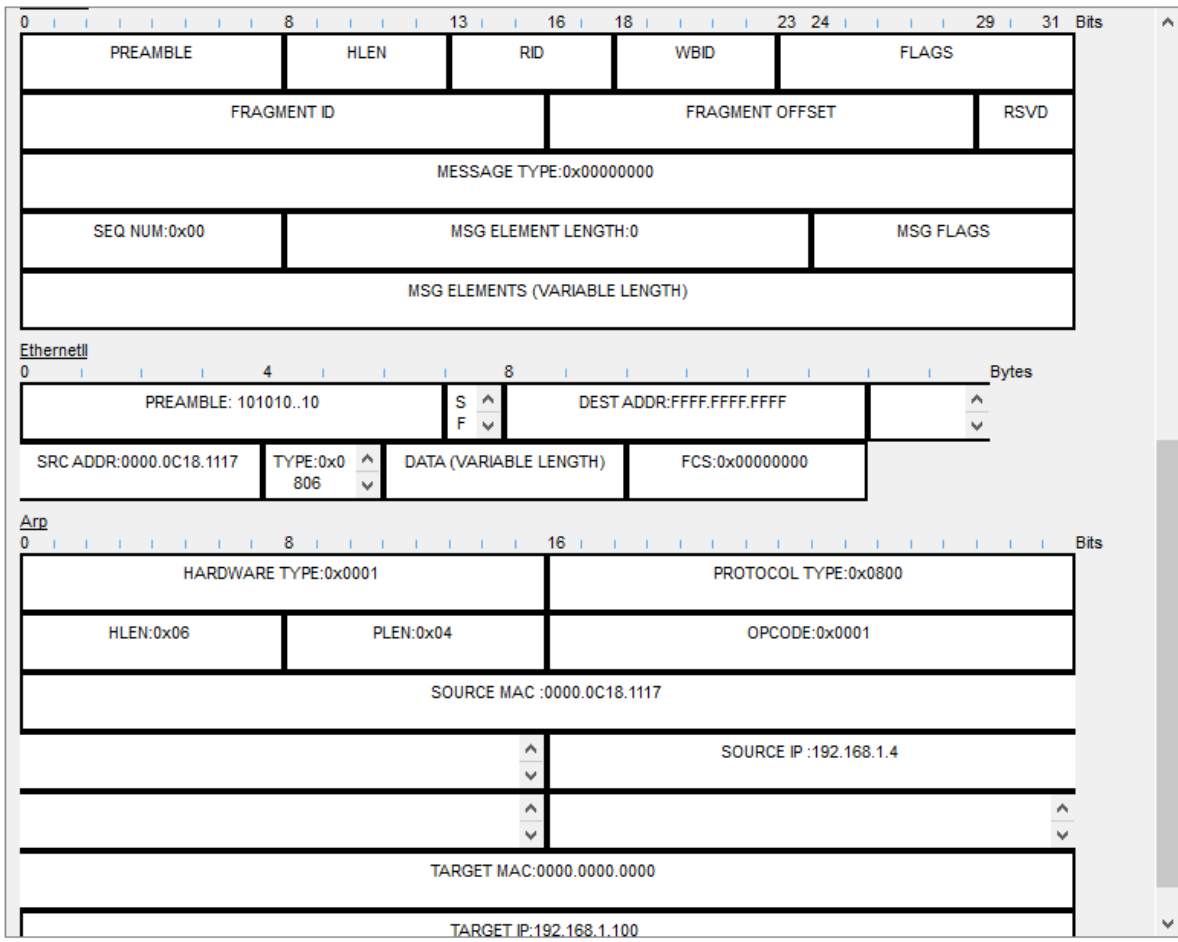 0 8 13 16 18 23 24 29 31 Bits
PREAMBLE HLEN RID WBID FLAGS
FRAGMENT ID FRAGMENT OFFSET RSVD
MESSAGE TYPE:0x00000000
SEQ NUM:0x00 MSG ELEMENT LENGTH:0 MSG FLAGS
MSG ELEMENTS (VARIABLE LENGTH)
EthernetII
0 4 8 Bytes
PREAMBLE: 101010..10 S DEST ADDR:FFFF.FFFF.FFFF
F
SRC ADDR:0000.0C18.1117 TYPE:0x0 DATA (VARIABLE LENGTH) FCS:0x00000000
806
Arp
0 8 16 Bits
HARDWARE TYPE:0x0001 PROTOCOL TYPE:0x0800
HLEN:0x06 PLEN:0x04 OPCODE:0x0001
SOURCE MAC :0000.0C18.1117
SOURCE IP :192.168.1.4
TARGET MAC:0000.0000.0000
TARGET IP:192.168.1.100